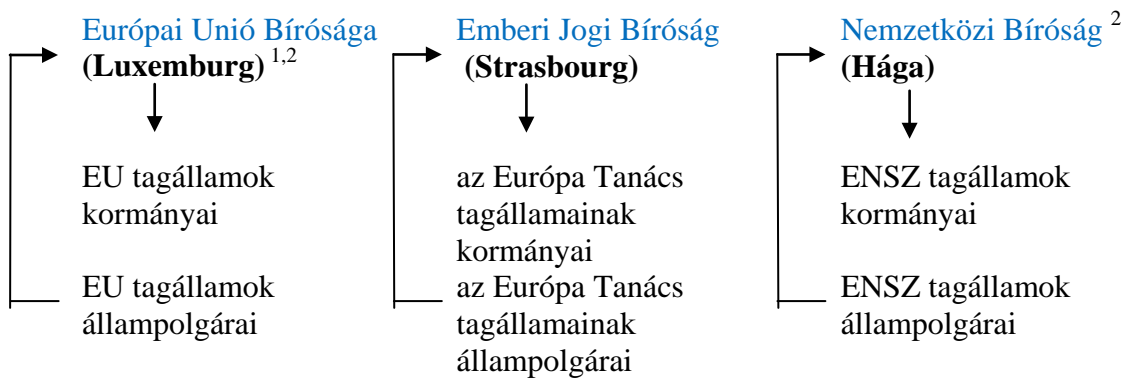 Európai Unió Bírósága
(Luxemburg) 1,2
EU tagállamok
kormányai
EU tagállamok
állampolgárai
Emberi Jogi Bíróság
(Strasbourg)
az Európa Tanács
tagállamainak
kormányai
az Európa Tanács
tagállamainak
állampolgárai
Nemzetközi Bíróság 2
(Hága)
ENSZ tagállamok
kormányai
ENSZ tagállamok
állampolgárai